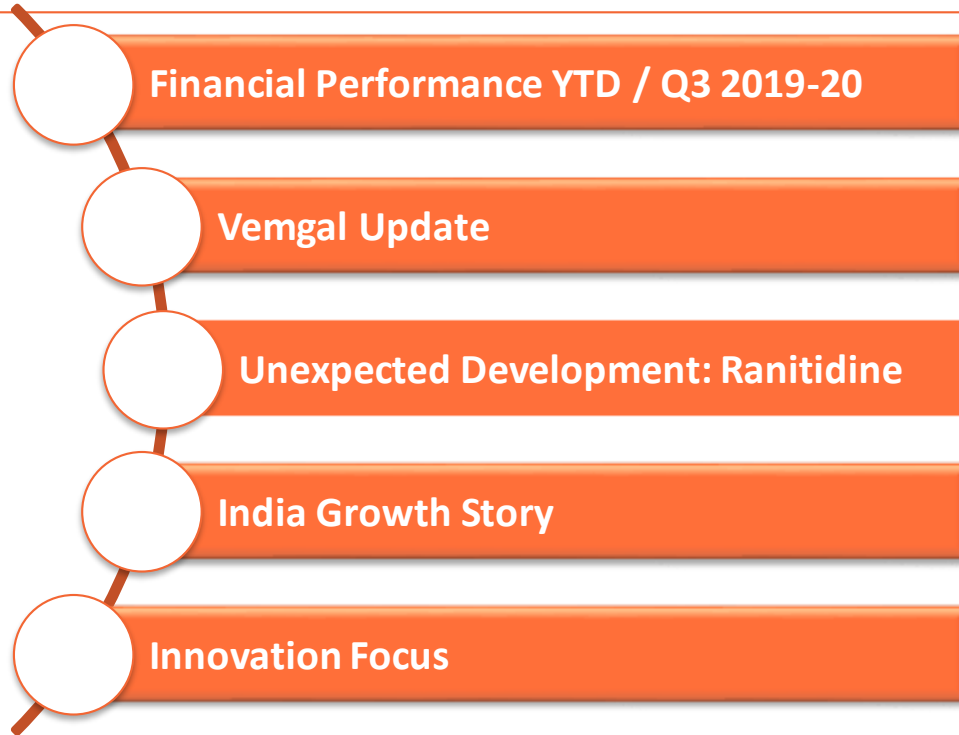 Financial Performance YTD / Q3 2019-20
Vemgal Update
Unexpected Development: Ranitidine
India Growth Story
Innovation Focus